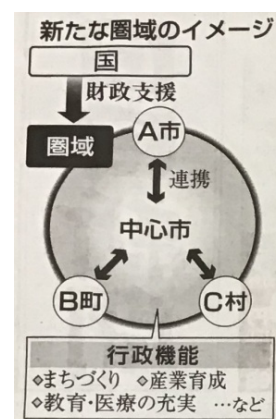 新たな圏域のイメージ
国
財政支援
圏域
A市
連携
中心市
B町
C村
行政機能
◇まちづくり ◇産業育成
◇教育・医療の充実 …など